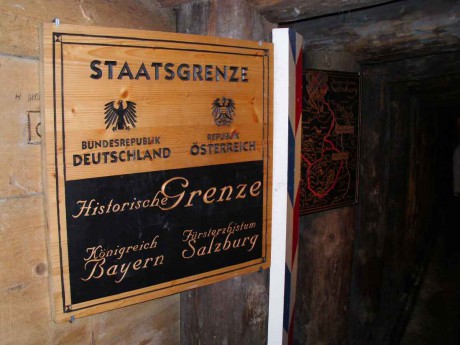 STAATSGRENZE
BUNDESREPUBLIK DEUTSCHLAND
REPUBLIK ÖSTERREICH
Historische Grenze
Königreich Bayern
Fürsterzbistum Salzburg